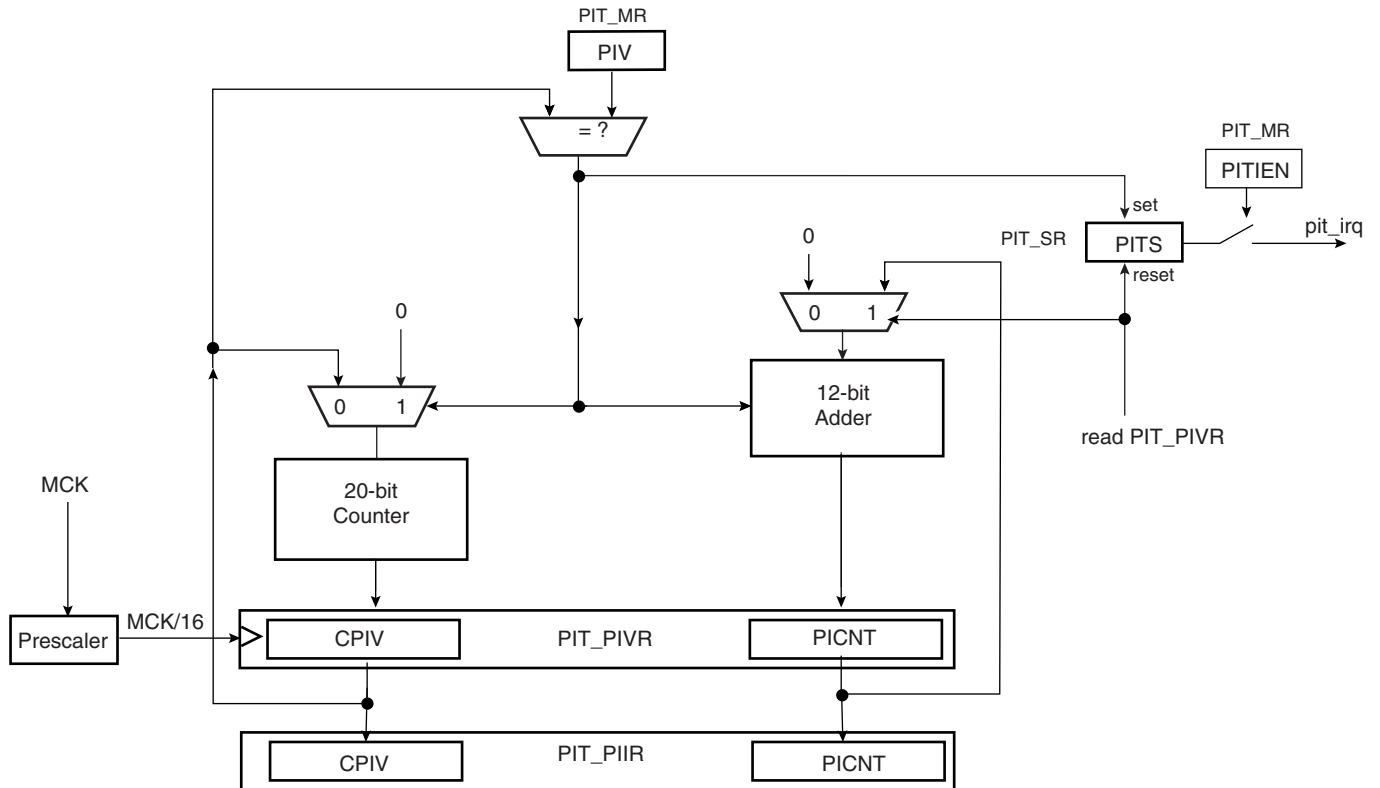 PIT_MR
PIV
= ?
PIT_MR
PITIEN
set
PIT_SR
PITS
pit_irq
reset
0
0 1
0
0 1
12-bit
Adder
read PIT_PIVR
MCK
20-bit
Counter
MCK/16
Prescaler
CPIV
PIT_PIVR
PICNT
CPIV
PIT_PIIR
PICNT